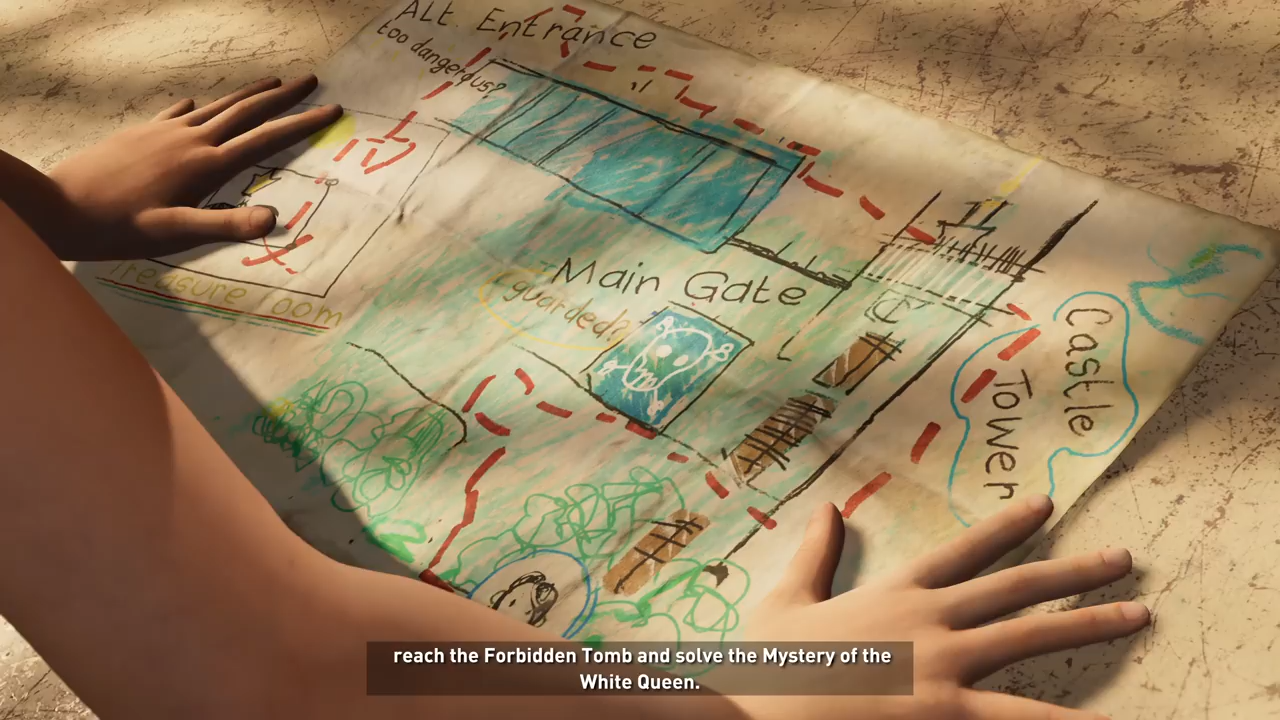 ALt Entrance
too dangerous?
Main Gate
guarded?
treasure room
Castle
Tower
reach the Forbidden Tomb and solve the Mystery of the
White Queen.